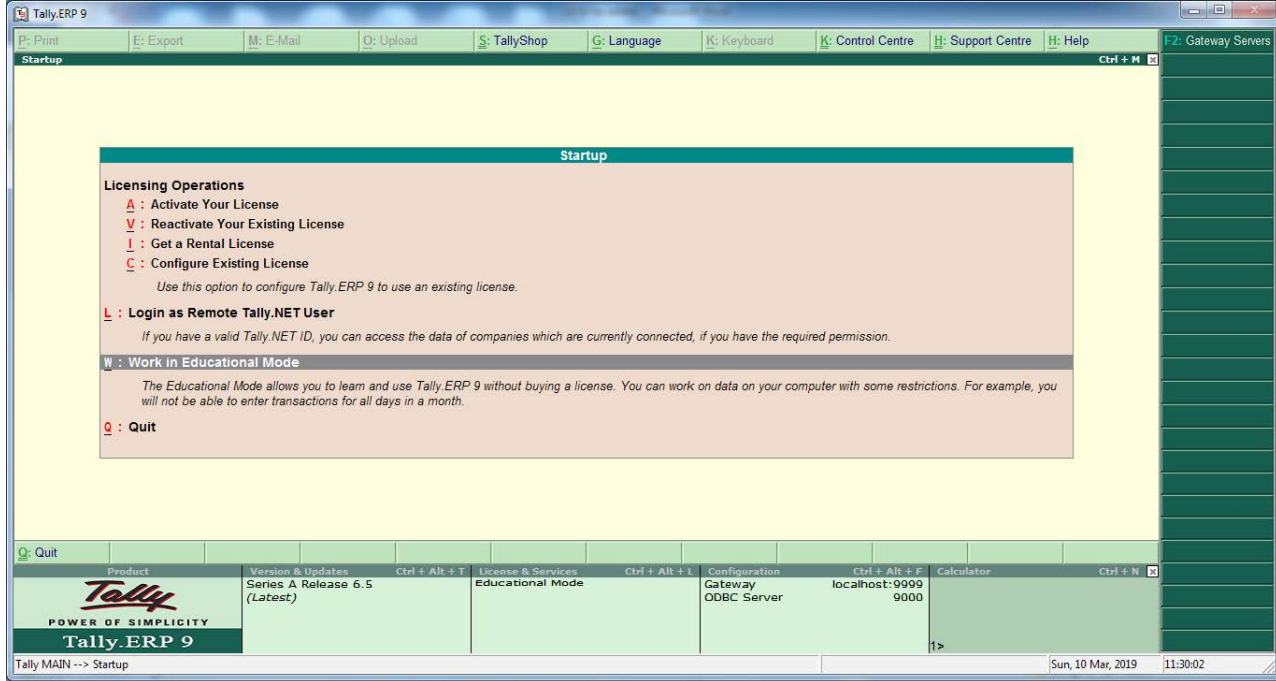 Tally.ERP 9
P: Print E: Export M: E-Mail O: Upload S: TallyShop G: Language K: Keyboard K: Control Centre H: Support Centre H: Help F2: Gateway Servers
Startup Ctrl + M
Startup
Licensing Operations
A : Activate Your License
V : Reactivate Your Existing License
I : Get a Rental License
C : Configure Existing License
Use this option to configure Tally.ERP 9 to use an existing license.
L : Login as Remote Tally.NET User
If you have a valid Tally.NET ID, you can access the data of companies which are currently connected, if you have the required permission.
W : Work in Educational Mode
The Educational Mode allows you to learn and use Tally.ERP 9 without buying a license. You can work on data on your computer with some restrictions. For example, you
will not be able to enter transactions for all days in a month.
Q : Quit
Q: Quit
Product Version & Updates Ctrl + Alt + T License & Services Ctrl + Alt + L Configuration Ctrl + Alt + F Calculator Ctrl + N
Tally
POWER OF SIMPLICITY
Tally.ERP 9
Series A Release 6.5
(Latest)
Educational Mode
Gateway localhost:9999
ODBC Server 9000
1>
Tally MAIN --> Startup Sun, 10 Mar, 2019 11:30:02